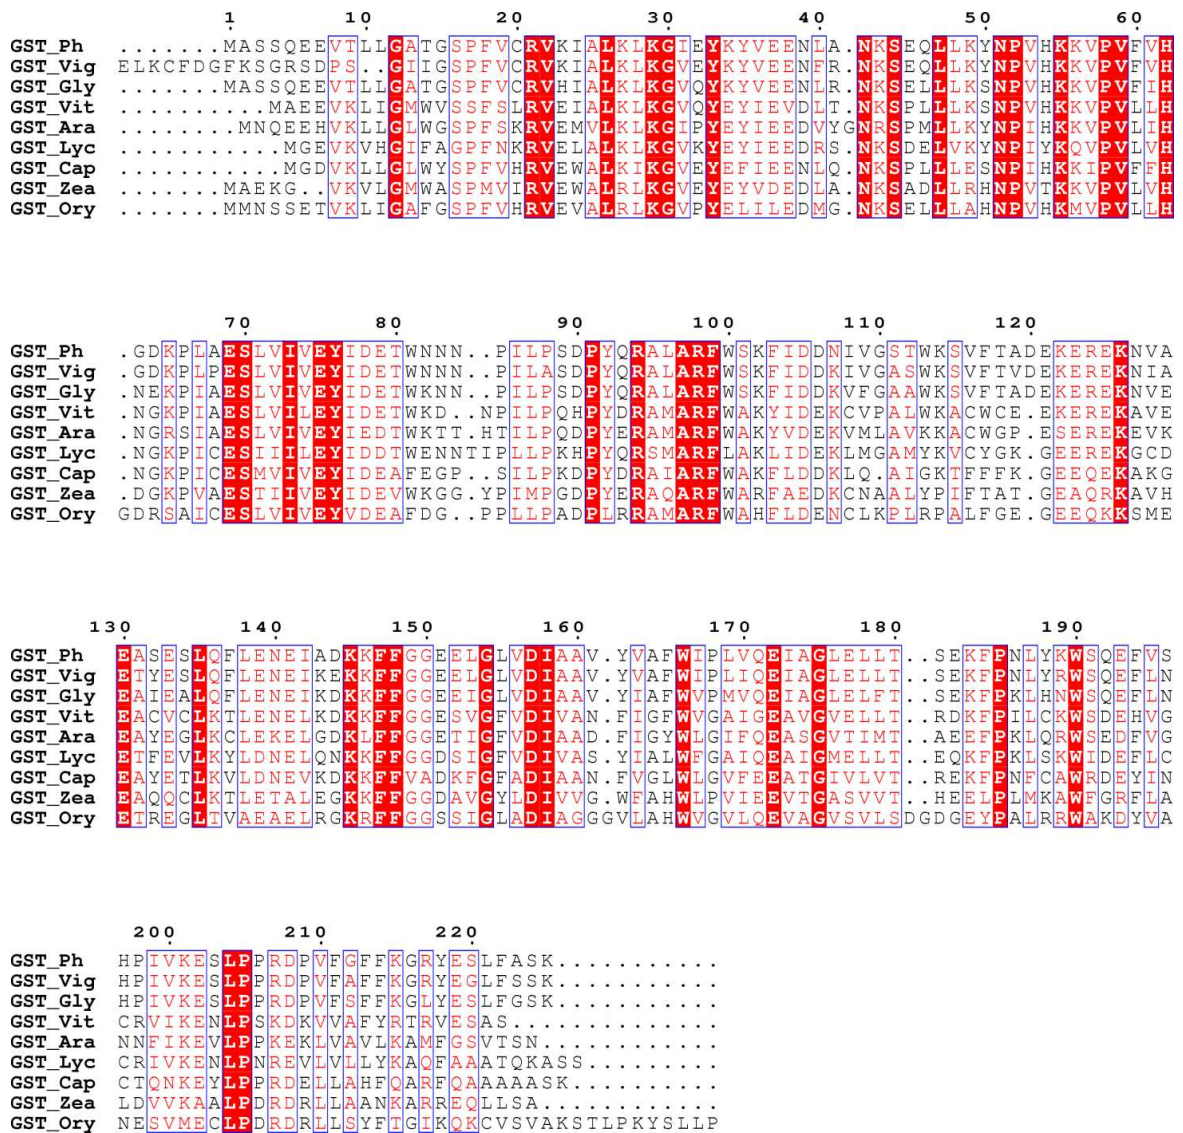 1 10 20 30 40 50 60
GST_Ph .......MASSQEEVTLLGATGSPFVCRVKIALKLKGIEYKYVEENLA.NKSEQLLKYNPVHKKVPVFVH
GST_Vig ELKCFDGFKSGRSDPS..GIIGSPFVCRVKIALKLKGVEYKYVEENFR.NKSEQLLKYNPVHKKVPVFVH
GST_Gly .......MASSQEEVTLLGATGSPFVCRVHIALKLKGVQYKYVEENLR.NKSELLLKSNPVHKKVPVFIH
GST_Vit ..........MAEEVKLIGMWVSSFSLRVEIALKLKGVQYEYIEVDLT.NKSPLLLKSNPIHKKVPVLLH
GST_Ara ........MNQEEHVKLLGLWGSPFSKRVEMVLKLKGIPYEYIEEDVYGNRSPMLLKYNPIHKKVPVLIH
GST_Lyc ...........MGEVKVHGIFAGPFNKRVELALKLKGVKYEYIEEDRS.NKSDELVKYNPIYKQVPVLVH
GST_Cap ...........MGDVKLLGLWYSPFSHRVEWALKIKGVEYEFIEENLQ.NKSPLLLESNPIHKKIPVFFH
GST_Zea .......MAEKG..VKVLGMWASPMVIRVEWALRLKGVEYEYVDEDLA.NKSADLLRHNPVTKKVPVLVH
GST_Ory .......MMNSSETVKLIGAFGSPFVHRVEVALRLKGVPYELILEDMG.NKSELLLAHNPVHKMVPVLLH
70 80 90 100 110 120
GST_Ph .GDKPLAESLVIVEYIDETWNNN..PILPSDPYQRALARFWSKFIDDNIVGSTWKSVFTADEKEREKNVA
GST_Vig .GDKPLPESLVIVEYIDETWNNN..PILASDPYQRALARFWSKFIDDKIVGASWKSVFTVDEKEREKNIA
GST_Gly .NEKPIAESLVIVEYIDETWKNN..PILPSDPYQRALARFWSKFIDDKVFGAAWKSVFTADEKEREKNVE
GST_Vit .NGKPIAESLVILEYIDETWKD..NPILPQHPYDRAMARFWAKYIDEKCVPALWKACWCE.EKEREKAVE
GST_Ara .NGRSIAESLVIVEYIEDTWKTT.HTILPQDPYERAMARFWAKYVDEKVMLAVKKACWGP.ESEREKEVK
GST_Lyc .NGKPICESIIILEYIDDTWENNTIPLLPKHPYQRSMARFLAKLIDEKLMGAMYKVCYGK.GEEREKGCD
GST_Cap .NGKPICESMVIVEYIDEAFEGP..SILPKDPYDRAIARFWAKFLDDKLQ.AIGKTFFFK.GEEQEKAKG
GST_Zea .DGKPVAESTIIVEYIDEVWKGG.YPIMPGDPYERAQARFWARFAEDKCNAALYPIFTAT.GEAQRKAVH
GST_Ory GDRSAICESLVIVEYVDEAFDG..PPLLPADPLRRAMARFWAHFLDENCLKPLRPALFGE.GEEQKKSME
130 140 150 160 170 180 190
GST_Ph EASESLQFLENEIADKKFFGGEELGLVDIAAV.YVAFWIPLVQEIAGLELLT..SEKFPNLYKWSQEFVS
GST_Vig ETYESLQFLENEIKEKKFFGGEELGLVDIAAV.YIAFWIPLIQEIAGLELLT..SEKFPNLYRWSQEFLN
GST_Gly EAIEALQFLENEIKDKKFFGGEEIGLVDIAAV.YVAFWVPMVQEIAGLELFT..SEKFPKLHNWSQEFLN
GST_Vit EACVCLKTLENELKDKKFFGGESVGFVDIVAN.FIGFWVGAIGEAVGVELLT..RDKFPILCKWSDEHVG
GST_Ara EAYEGLKCLEKELGDKLFFGGETIGFVDIAAD.FIGYWLGIFQEASGVTIMT..AEEFPKLQRWSEDFVG
GST_Lyc ETFEVLKYLDNELQNKKFFGGDSIGFVDIVAS.YIALWFGAIQEAIGMELLT..EQKFPKLSKWIDEFLC
GST_Cap EAYETLKVLDNEVKDKKFFVADKFGFADIAAN.FVGLWLGVFEEATGIVLVT..REKFPNFCAWRDEYIN
GST_Zea EAQQCLKTLETALEGKKFFGGDAVGYLDIVVG.WFAHWLPVIEEVTGASVVT..HEELPLMKAWFGRFLA
GST_Ory ETREGLTVAEAELRGKRFFGGSSIGLADIAGGGVLAHWVGVLQEVAGVSVLSDGDGEYPALRRWAKDYVA
200 210 220
GST_Ph HPIVKESLPPRDPVFGFFKGRYESLFASK...........
GST_Vig HPIVKESLPPRDPVFAFFKGRYEGLFSSK...........
GST_Gly HPIVKESLPPRDPVFSFFKGLYESLFGSK...........
GST_Vit CRVIKENLPSKDKVVAFYRTRVESAS..............
GST_Ara NNFIKEVLPPKEKLVAVLKAMFGSVTSN............
GST_Lyc CRIVKENLPNREVLVLLYKAQFAAATQKASS.........
GST_Cap CTQNKEYLPPRDELLAHFQARFQAAAAASK..........
GST_Zea LDVVKAALPDRDRLLAANKARREQLLSA............
GST_Ory NESVMECLPDRDRLLSYFTGIKQKCVSVAKSTLPKYSLLP